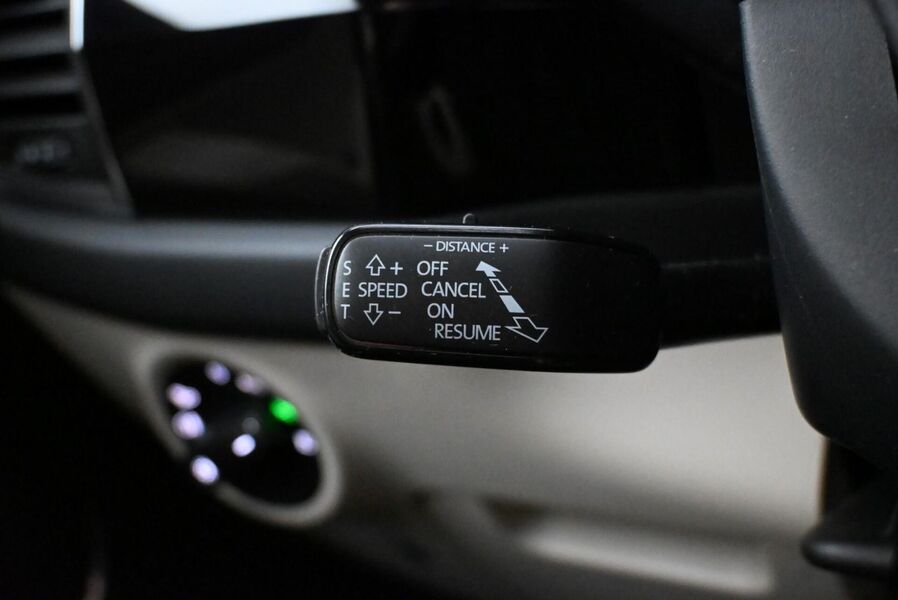 − DISTANCE +
S + OFF
E SPEED CANCEL
T − ON
RESUME